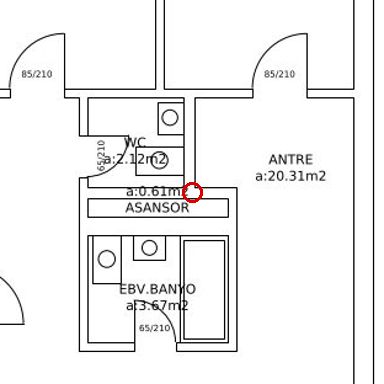 85/210
85/210
WC
a:2.12m2
65/210
ANTRE
a:20.31m2
a:0.61m
ASANSOR
EBV.BANYO
a:3.67m2
65/210